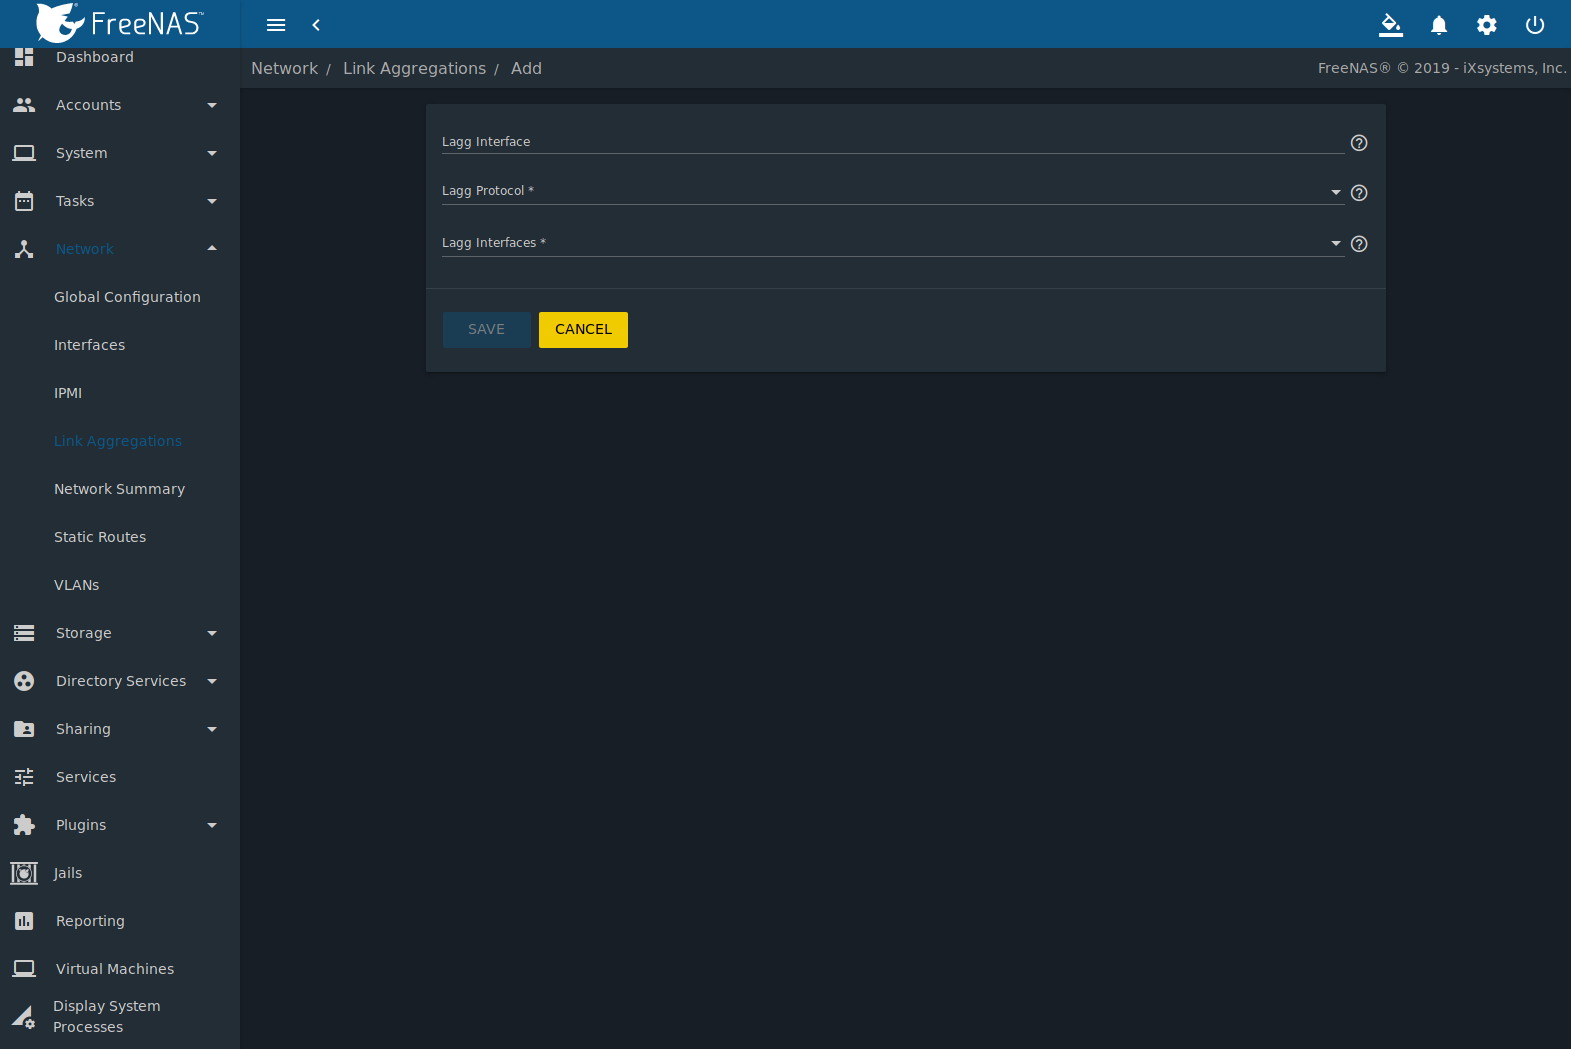 FreeNAS™
Network / Link Aggregations / Add
FreeNAS® © 2019 - iXsystems, Inc.
Dashboard
Accounts
System
Tasks
Network
Global Configuration
Interfaces
IPMI
Link Aggregations
Network Summary
Static Routes
VLANs
Storage
Directory Services
Sharing
Services
Plugins
Jails
Reporting
Virtual Machines
Display System
Processes
Lagg Interface
Lagg Protocol *
Lagg Interfaces *
SAVE
CANCEL